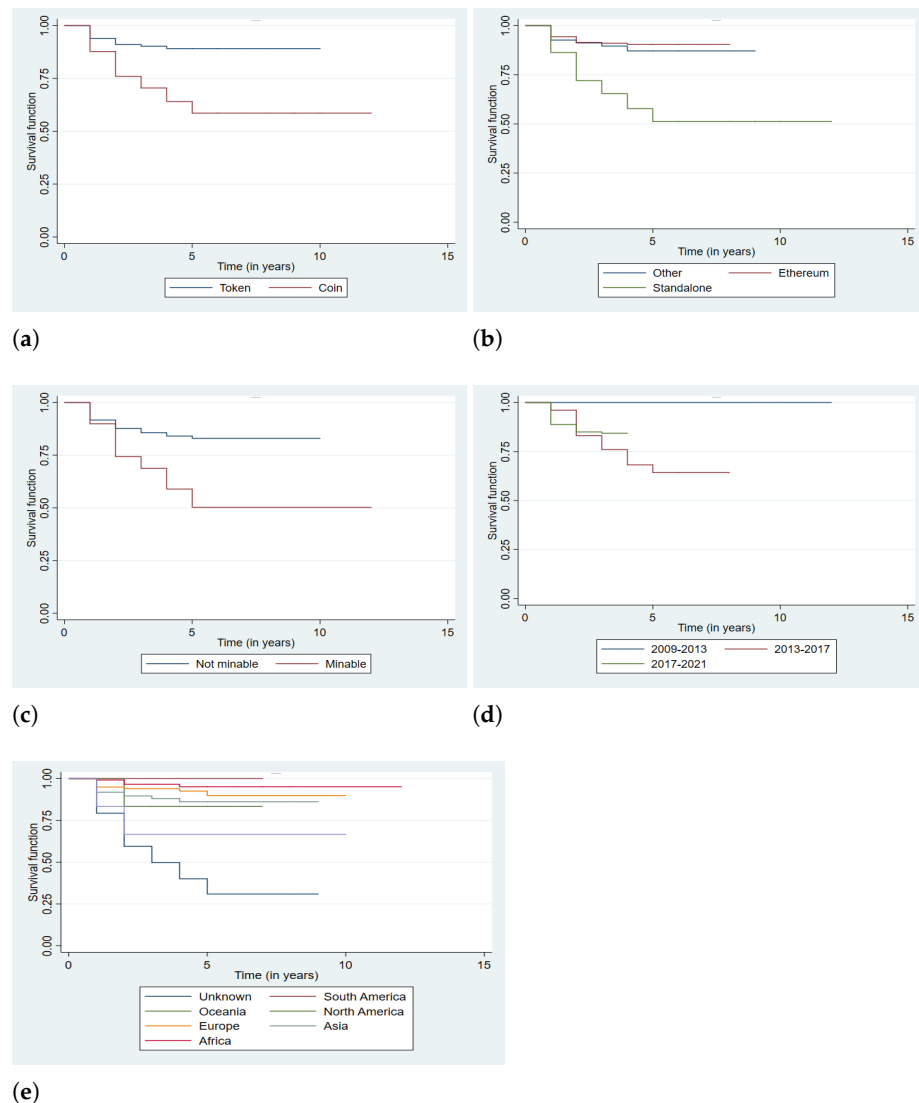 1.00
0.75
0.50
0.25
0.00
Survival function
0 5 10 15
Time (in years)
Token Coin
(a)
1.00
0.75
0.50
0.25
0.00
Survival function
0 5 10 15
Time (in years)
Other Ethereum
Standalone
(b)
1.00
0.75
0.50
0.25
0.00
Survival function
0 5 10 15
Time (in years)
Not minable Minable
(c)
1.00
0.75
0.50
0.25
0.00
Survival function
0 5 10 15
Time (in years)
2009-2013 2013-2017
2017-2021
(d)
1.00
0.75
0.50
0.25
0.00
Survival function
0 5 10 15
Time (in years)
Unknown South America
Oceania North America
Europe Asia
Africa
(e)